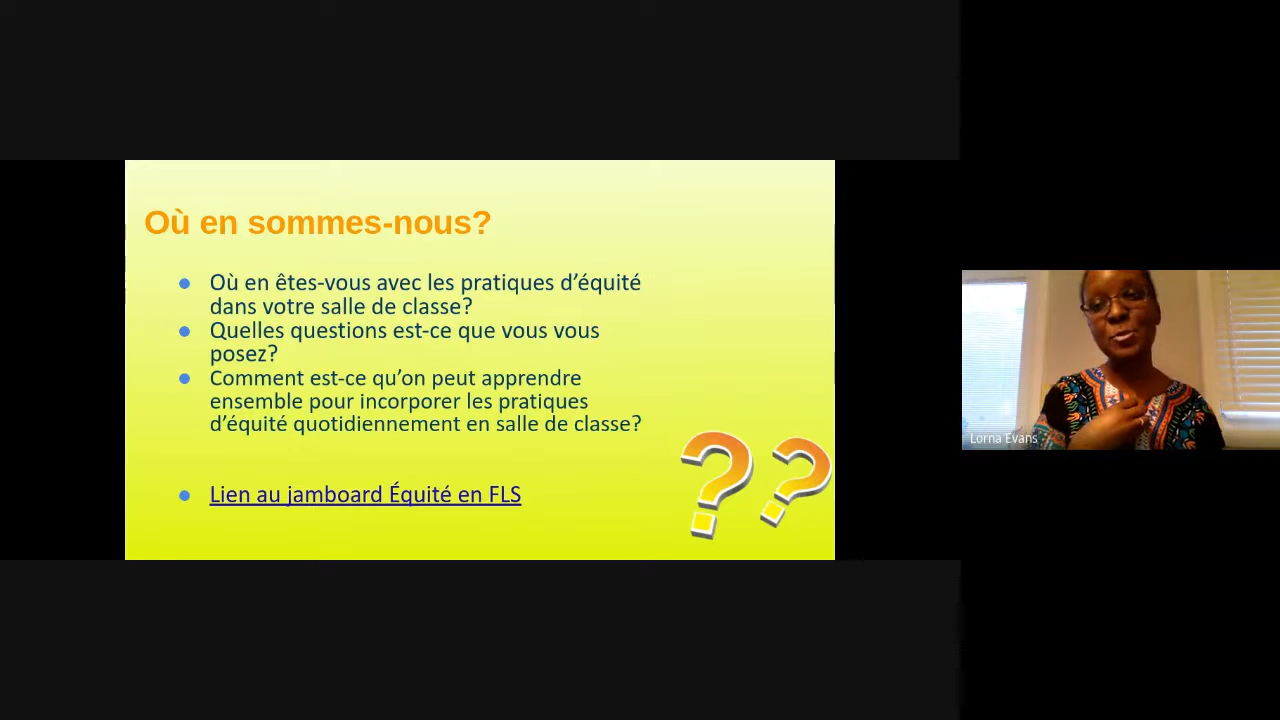 Où en sommes-nous?
Où en êtes-vous avec les pratiques d’équité
dans votre salle de classe?
Quelles questions est-ce que vous vous
posez?
Comment est-ce qu’on peut apprendre
ensemble pour incorporer les pratiques
d’équité quotidiennement en salle de classe?
Lien au jamboard Équité en FLS
Lorna Evans